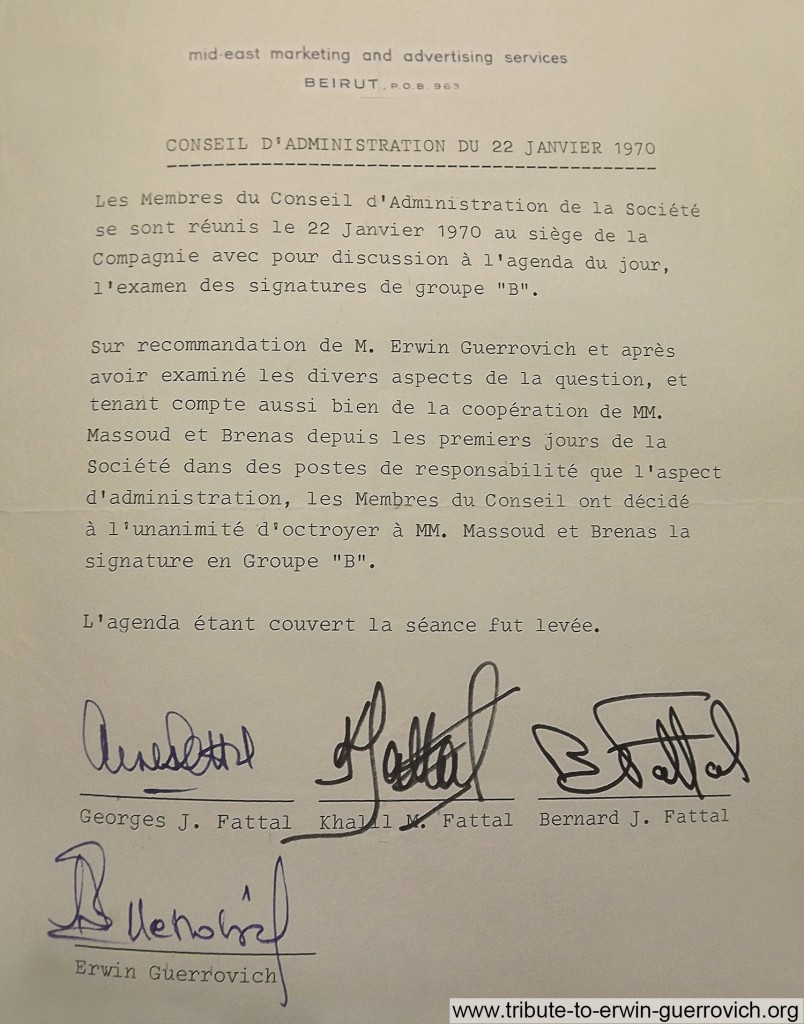 mid-east marketing and advertising services
BEIRUT, P.O.B. 963
CONSEIL D'ADMINISTRATION DU 22 JANVIER 1970
Les Membres du Conseil d'Administration de la Société
se sont réunis le 22 Janvier 1970 au siège de la
Compagnie avec pour discussion à l'agenda du jour,
l'examen des signatures de groupe "B".
Sur recommandation de M. Erwin Guerrovich et après
avoir examiné les divers aspects de la question, et
tenant compte aussi bien de la coopération de MM.
Massoud et Brenas depuis les premiers jours de la
Société dans des postes de responsabilité que l'aspect
d'administration, les Membres du Conseil ont décidé
à l'unanimité d'octroyer à MM. Massoud et Brenas la
signature en Groupe "B".
L'agenda étant couvert la séance fut levée.
KFattal BFattal
Georges J. Fattal Khalil M. Fattal Bernard J. Fattal
Erwin Guerrovich
www.tribute-to-erwin-guerrovich.org